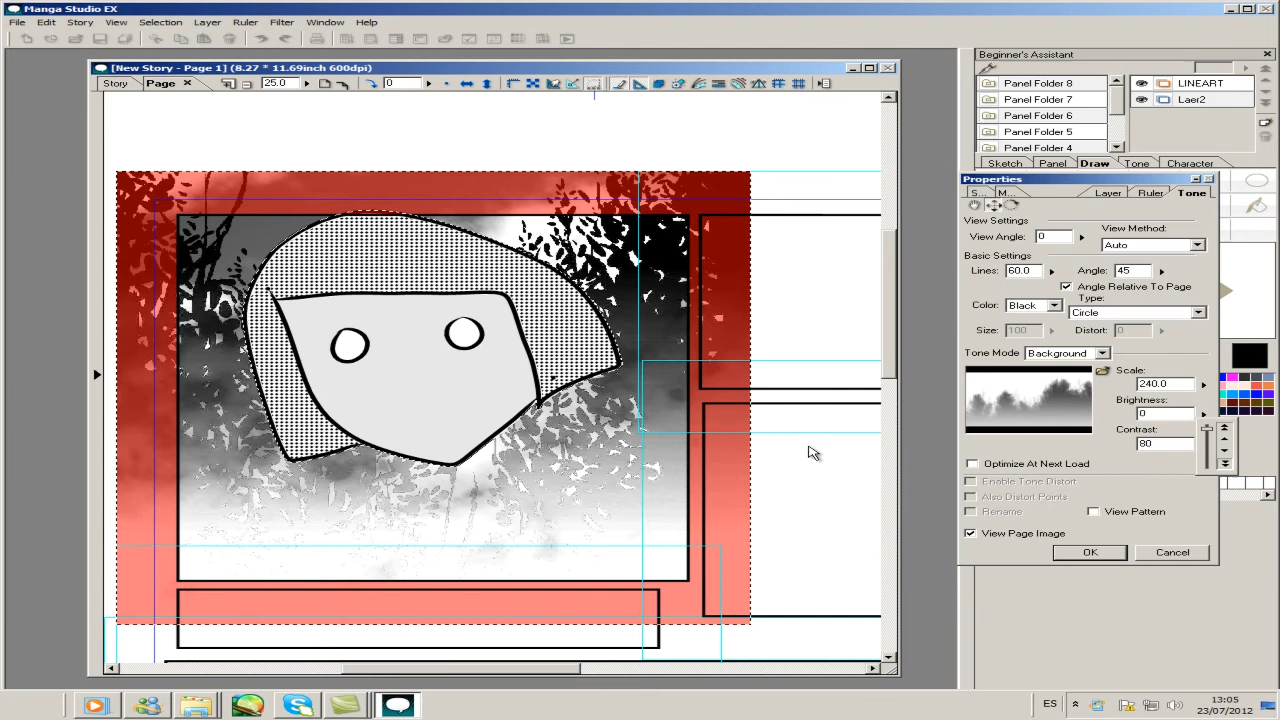 Manga Studio EX
File Edit Story View Selection Layer Ruler Filter Window Help
[New Story - Page 1] (8.27 * 11.69inch 600dpi)
Story Page 25.0 0
Beginner's Assistant
Panel Folder 8
Panel Folder 7
Panel Folder 6
Panel Folder 5
Panel Folder 4
LINEART
Laer2
Sketch Panel Draw Tone Character
Properties
S... M... Layer Ruler Tone
View Settings
View Angle: 0
View Method:
Auto
Basic Settings
Lines: 60.0 Angle: 45
Angle Relative To Page
Color: Black Type:
Circle
Size: 100 Distort: 0
Tone Mode Background
Scale:
240.0
Brightness:
0
Contrast:
80
Optimize At Next Load
Enable Tone Distort
Also Distort Points
Rename View Pattern
View Page Image
OK Cancel
ES
13:05
23/07/2012